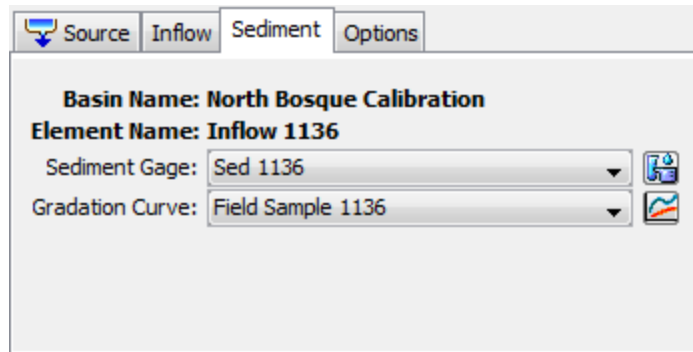 Source Inflow Sediment Options
Basin Name: North Bosque Calibration
Element Name: Inflow 1136
Sediment Gage: Sed 1136
Gradation Curve: Field Sample 1136